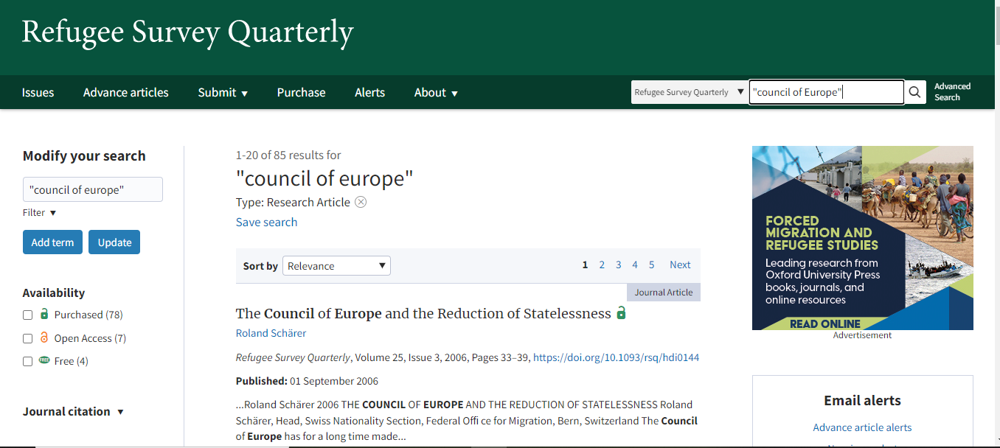 Refugee Survey Quarterly
Issues
Advance articles
Submit
Purchase
Alerts
About
Refugee Survey Quarterly
"council of Europe"
Advanced
Search
Modify your search
"council of europe"
Filter
Add term
Update
Availability
Purchased (78)
Open Access (7)
FREE Free (4)
Journal citation
1-20 of 85 results for
"council of europe"
Type: Research Article
Save search
Sort by Relevance
1 2 3 4 5 Next
Journal Article
The Council of Europe and the Reduction of Statelessness
Roland Schärer
Refugee Survey Quarterly, Volume 25, Issue 3, 2006, Pages 33–39, https://doi.org/10.1093/rsq/hdi0144
Published: 01 September 2006
...Roland Schärer 2006 THE COUNCIL OF EUROPE AND THE REDUCTION OF STATELESSNESS Roland
Schärer, Head, Swiss Nationality Section, Federal Offi ce for Migration, Bern, Switzerland The Council
of Europe has for a long time made...
FORCED
MIGRATION AND
REFUGEE STUDIES
Leading research from
Oxford University Press
books, journals, and
online resources
READ ONLINE
Advertisement
Email alerts
Advance article alerts